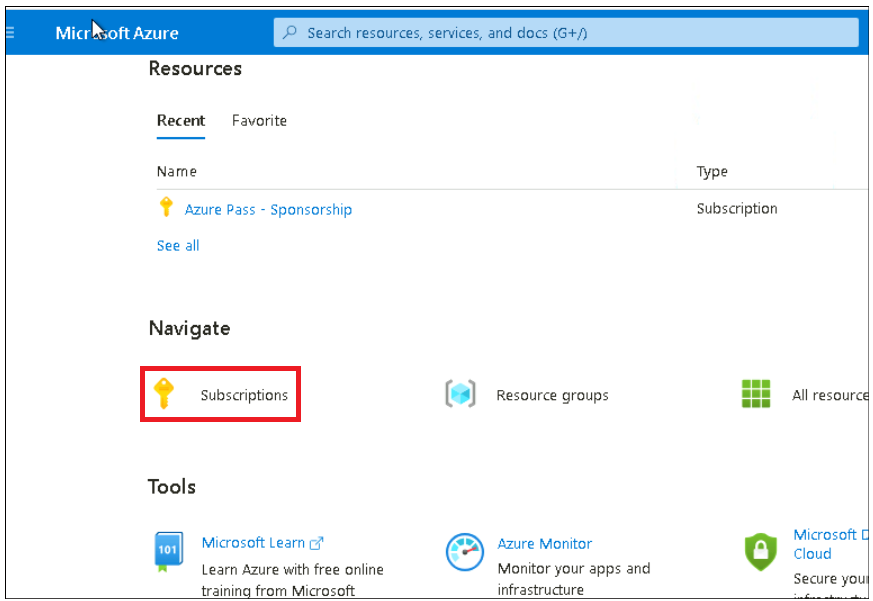 Microsoft Azure
Search resources, services, and docs (G+/)
Resources
Recent Favorite
Name Type
Azure Pass - Sponsorship Subscription
See all
Navigate
Subscriptions Resource groups All resource
Tools
101
Microsoft Learn
Learn Azure with free online
training from Microsoft
Azure Monitor
Monitor your apps and
infrastructure
Microsoft D
Cloud
Secure your